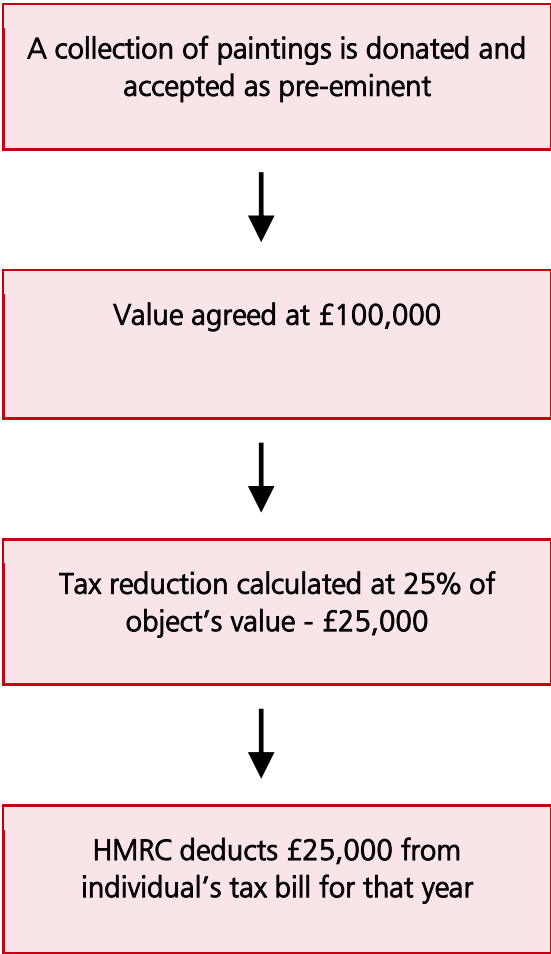 A collection of paintings is donated and
accepted as pre-eminent
Value agreed at £100,000
Tax reduction calculated at 25% of
object’s value - £25,000
HMRC deducts £25,000 from
individual’s tax bill for that year